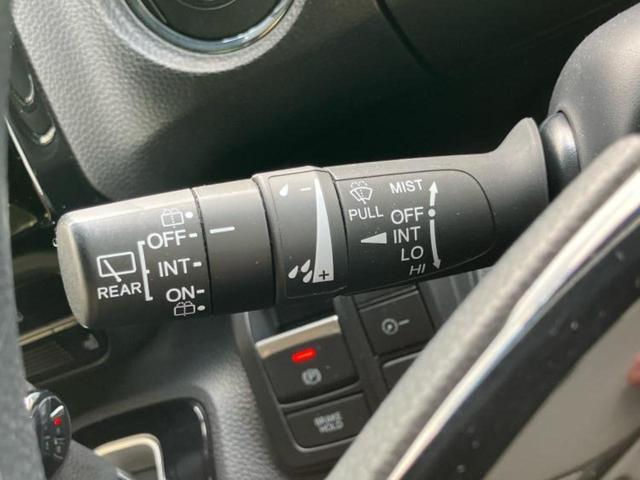 OFF
INT
ON
REAR
−
+
PULL
MIST
OFF
INT
LO
HI
P
BRAKE
HOLD